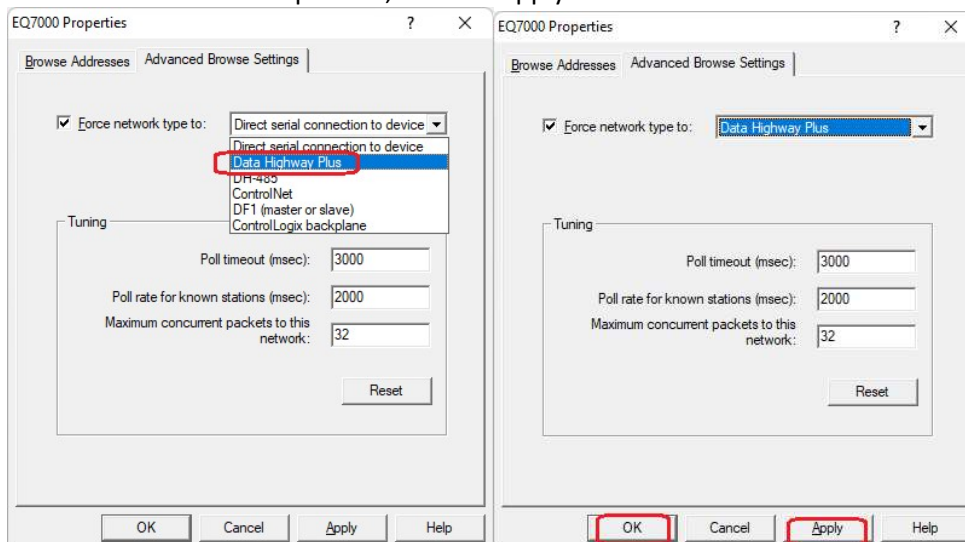 EQ7000 Properties ? ×
Browse Addresses Advanced Browse Settings
Force network type to: Direct serial connection to device
Direct serial connection to device
Data Highway Plus
DH-485
ControlNet
DF1 (master or slave)
ControlLogix backplane
Tuning
Poll timeout (msec): 3000
Poll rate for known stations (msec): 2000
Maximum concurrent packets to this
network: 32
Reset
OK Cancel Apply Help
EQ7000 Properties ? ×
Browse Addresses Advanced Browse Settings
Force network type to: Data Highway Plus
Tuning
Poll timeout (msec): 3000
Poll rate for known stations (msec): 2000
Maximum concurrent packets to this
network: 32
Reset
OK Cancel Apply Help